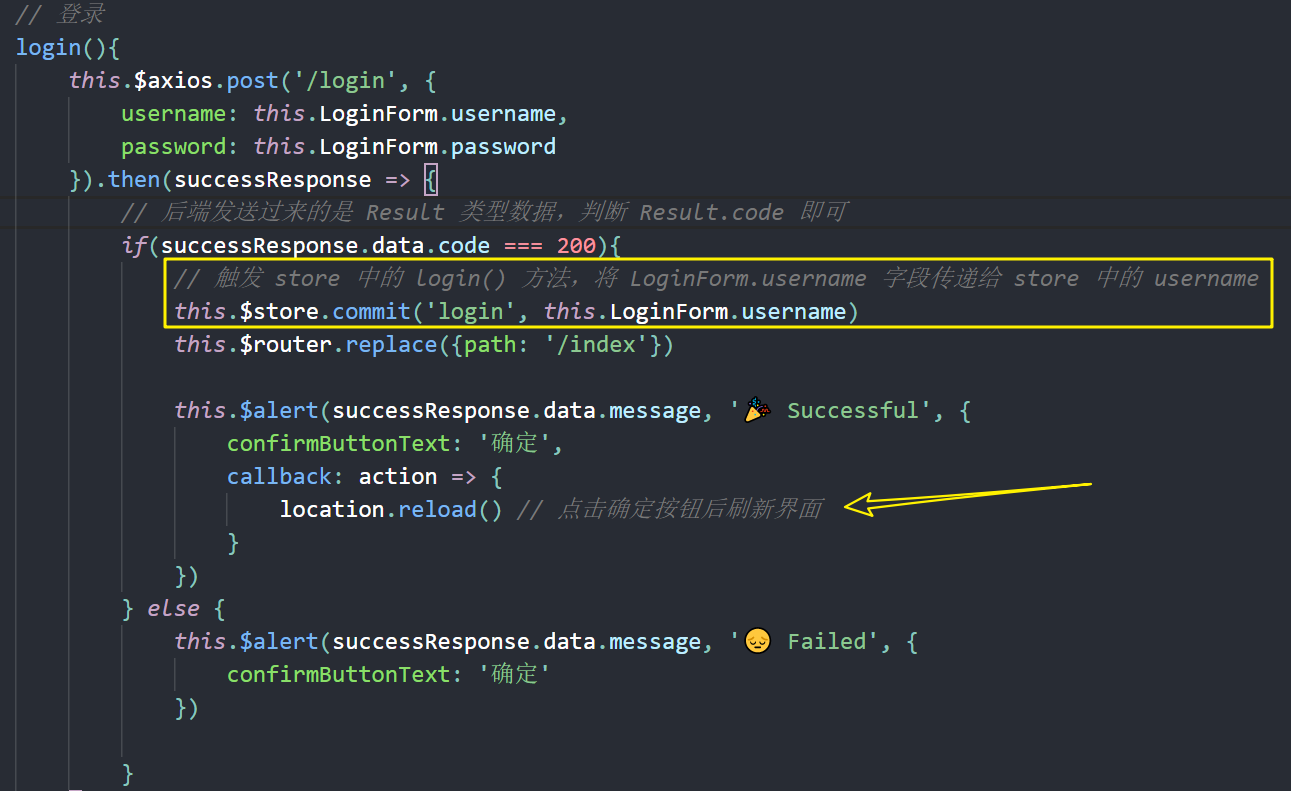 // 登录
login(){
this.$axios.post('/login', {
username: this.LoginForm.username,
password: this.LoginForm.password
}).then(successResponse => {
// 后端发送过来的是 Result 类型数据，判断 Result.code 即可
if(successResponse.data.code === 200){
// 触发 store 中的 login() 方法，将 LoginForm.username 字段传递给 store 中的 username
this.$store.commit('login', this.LoginForm.username)
this.$router.replace({path: '/index'})
this.$alert(successResponse.data.message, '🎉 Successful', {
confirmButtonText: '确定',
callback: action => {
location.reload() // 点击确定按钮后刷新界面
}
})
} else {
this.$alert(successResponse.data.message, '😔 Failed', {
confirmButtonText: '确定'
})
}